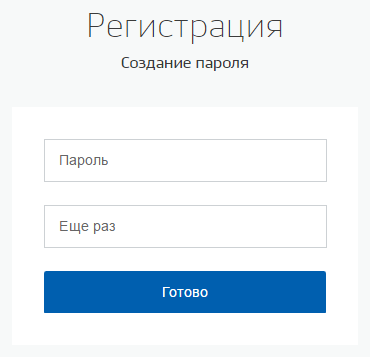 Регистрация
Создание пароля
Пароль
Еще раз
Готово